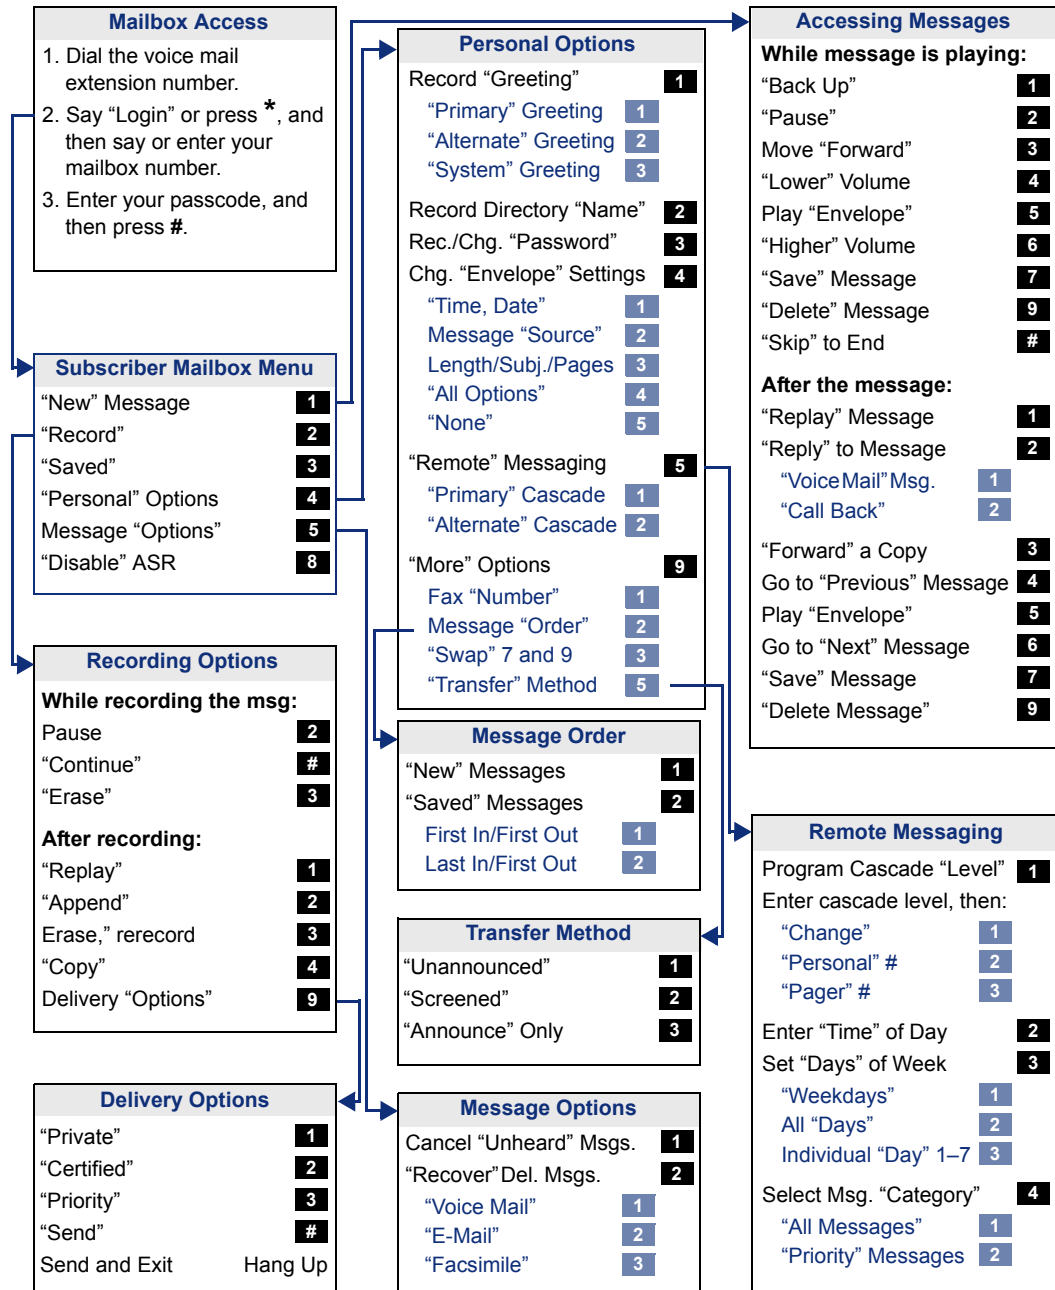 Mailbox Access
1. Dial the voice mail
extension number.
2. Say “Login” or press *, and
then say or enter your
mailbox number.
3. Enter your passcode, and
then press #.
Subscriber Mailbox Menu
“New” Message 1
“Record” 2
“Saved” 3
“Personal” Options 4
Message “Options” 5
“Disable” ASR 8
Recording Options
While recording the msg:
Pause 2
“Continue” #
“Erase” 3
After recording:
“Replay” 1
“Append” 2
Erase,” rerecord 3
“Copy” 4
Delivery “Options” 9
Delivery Options
“Private” 1
“Certified” 2
“Priority” 3
“Send” #
Send and Exit Hang Up
Personal Options
Record “Greeting” 1
“Primary” Greeting 1
“Alternate” Greeting 2
“System” Greeting 3
Record Directory “Name” 2
Rec./Chg. “Password” 3
Chg. “Envelope” Settings 4
“Time, Date” 1
Message “Source” 2
Length/Subj./Pages 3
“All Options” 4
“None” 5
“Remote” Messaging 5
“Primary” Cascade 1
“Alternate” Cascade 2
“More” Options 9
Fax “Number” 1
Message “Order” 2
“Swap” 7 and 9 3
“Transfer” Method 5
Message Order
“New” Messages 1
“Saved” Messages 2
First In/First Out 1
Last In/First Out 2
Transfer Method
“Unannounced” 1
“Screened” 2
“Announce” Only 3
Message Options
Cancel “Unheard” Msgs. 1
“Recover” Del. Msgs. 2
“Voice Mail” 1
“E-Mail” 2
“Facsimile” 3
Accessing Messages
While message is playing:
“Back Up” 1
“Pause” 2
Move “Forward” 3
“Lower” Volume 4
Play “Envelope” 5
“Higher” Volume 6
“Save” Message 7
“Delete” Message 9
“Skip” to End #
After the message:
“Replay” Message 1
“Reply” to Message 2
“Voice Mail” Msg. 1
“Call Back” 2
“Forward” a Copy 3
Go to “Previous” Message 4
Play “Envelope” 5
Go to “Next” Message 6
“Save” Message 7
“Delete Message” 9
Remote Messaging
Program Cascade “Level” 1
Enter cascade level, then:
“Change” 1
“Personal” # 2
“Pager” # 3
Enter “Time” of Day 2
Set “Days” of Week 3
“Weekdays” 1
All “Days” 2
Individual “Day” 1–7 3
Select Msg. “Category” 4
“All Messages” 1
“Priority” Messages 2